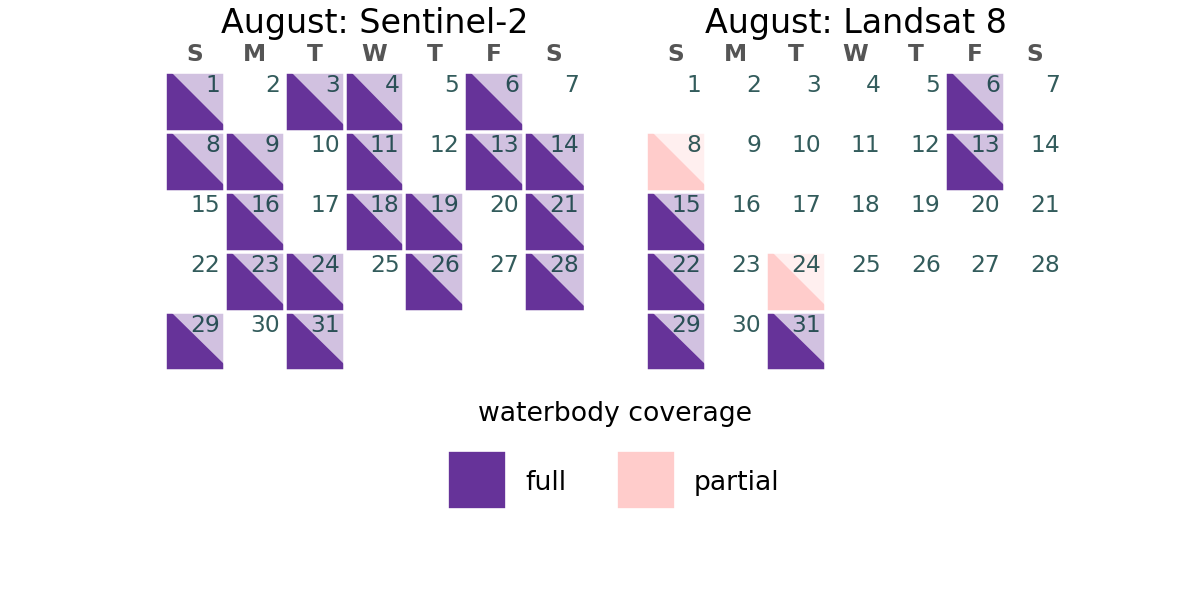 August: Sentinel-2
S M T W T F S
1 2 3 4 5 6 7
8 9 10 11 12 13 14
15 16 17 18 19 20 21
22 23 24 25 26 27 28
29 30 31
August: Landsat 8
S M T W T F S
1 2 3 4 5 6 7
8 9 10 11 12 13 14
15 16 17 18 19 20 21
22 23 24 25 26 27 28
29 30 31
waterbody coverage
full
partial